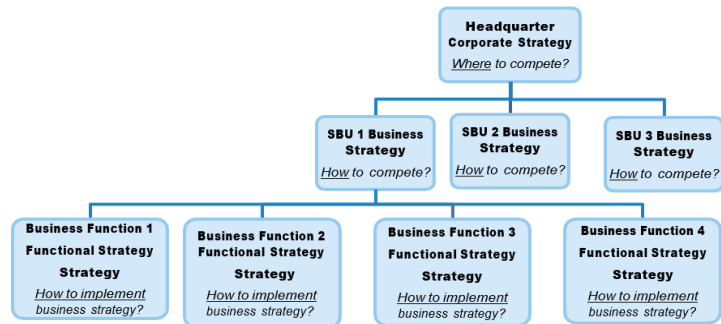 Headquarter
Corporate Strategy
Where to compete?
SBU 1 Business
Strategy
How to compete?
SBU 2 Business
Strategy
How to compete?
SBU 3 Business
Strategy
How to compete?
Business Function 1
Functional Strategy
Strategy
How to implement
business strategy?
Business Function 2
Functional Strategy
Strategy
How to implement
business strategy?
Business Function 3
Functional Strategy
Strategy
How to implement
business strategy?
Business Function 4
Functional Strategy
Strategy
How to implement
business strategy?